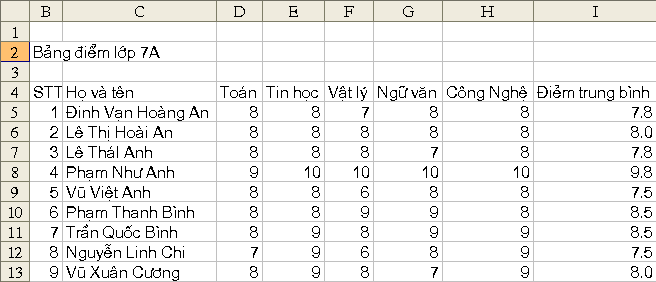 B C D E F G H I
1
2 Bảng điểm lớp 7A
3
4 STT Họ và tên Toán Tin học Vật lý Ngữ văn Công Nghệ Điểm trung bình
5 1 Đinh Vạn Hoàng An 8 8 7 8 8 7.8
6 2 Lê Thị Hoài An 8 8 8 8 8 8.0
7 3 Lê Thái Anh 8 8 8 7 8 7.8
8 4 Phạm Như Anh 9 10 10 10 10 9.8
9 5 Vũ Việt Anh 8 8 6 8 8 7.5
10 6 Phạm Thanh Bình 8 8 9 9 8 8.5
11 7 Trần Quốc Bình 8 9 8 9 9 8.5
12 8 Nguyễn Linh Chi 7 9 6 8 9 7.5
13 9 Vũ Xuân Cương 8 9 8 7 9 8.0